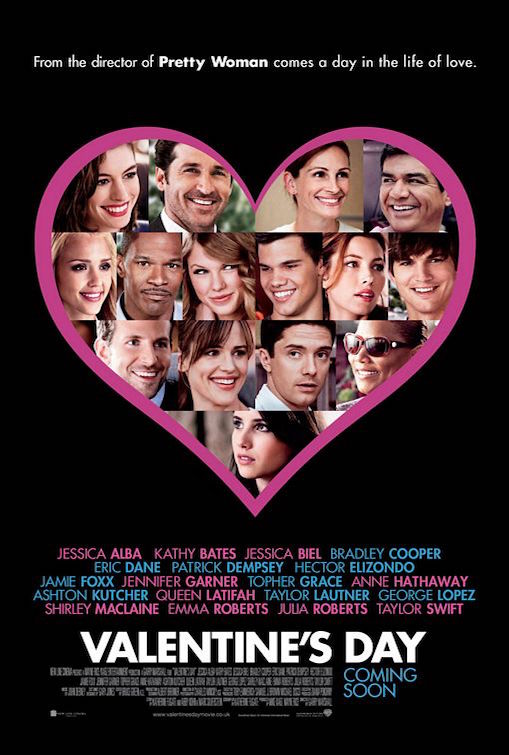 From the director of Pretty Woman comes a day in the life of love.
JESSICA ALBA KATHY BATES JESSICA BIEL BRADLEY COOPER
ERIC DANE PATRICK DEMPSEY HECTOR ELIZONDO
JAMIE FOXX JENNIFER GARNER TOPHER GRACE ANNE HATHAWAY
ASHTON KUTCHER QUEEN LATIFAH TAYLOR LAUTNER GEORGE LOPEZ
SHIRLEY MACLAINE EMMA ROBERTS JULIA ROBERTS TAYLOR SWIFT
VALENTINE'S DAY
COMING
SOON
www.valentinesdaymovie.co.uk